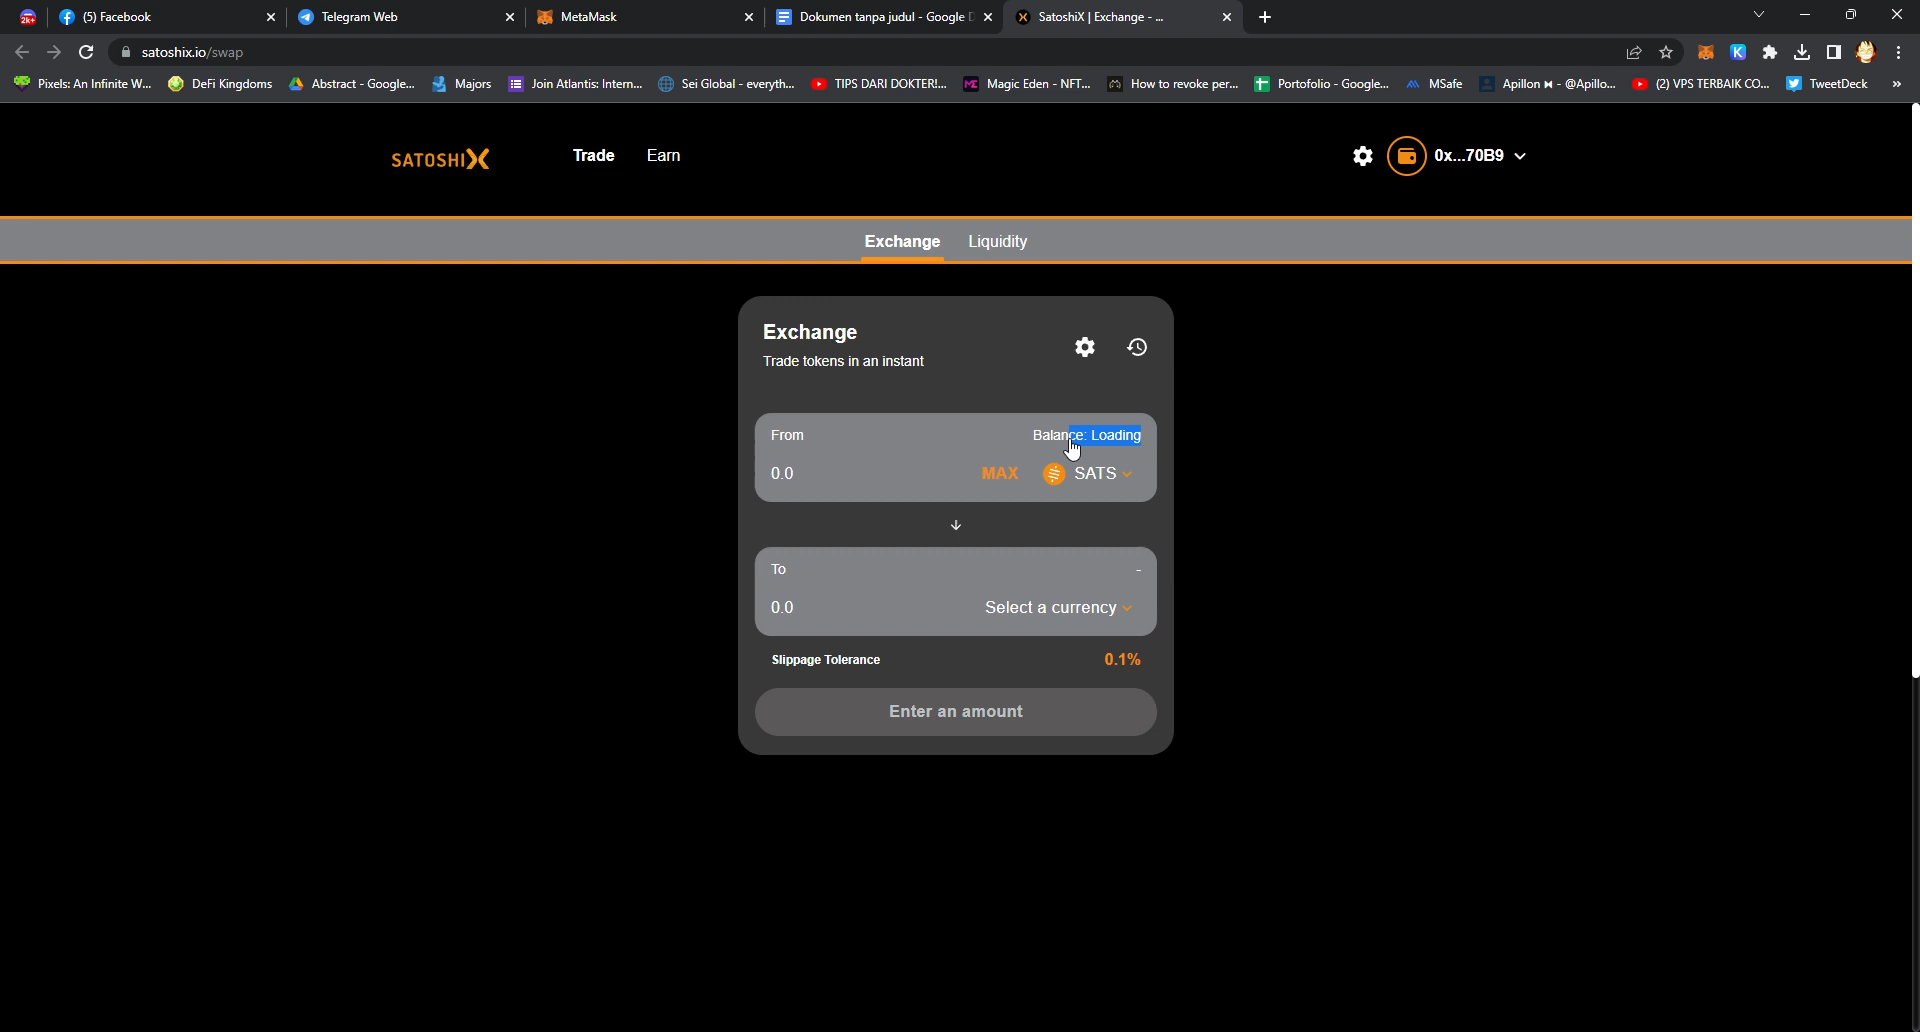 2k+
(5) Facebook
Telegram Web
MetaMask
Dokumen tanpa judul - Google D
SatoshiX | Exchange - ...
satoshix.io/swap
K
Pixels: An Infinite W...
DeFi Kingdoms
Abstract - Google...
Majors
Join Atlantis: Intern...
Sei Global - everyth...
TIPS DARI DOKTER!...
ME
Magic Eden - NFT...
How to revoke per...
Portofolio - Google...
MSafe
Apillon ⋈ - @Apillo...
(2) VPS TERBAIK CO...
TweetDeck
»
SATOSHIX
Trade
Earn
0x...70B9
Exchange
Liquidity
Exchange
Trade tokens in an instant
From
Balance: Loading
0.0
MAX
SATS
To
-
0.0
Select a currency
Slippage Tolerance
0.1%
Enter an amount